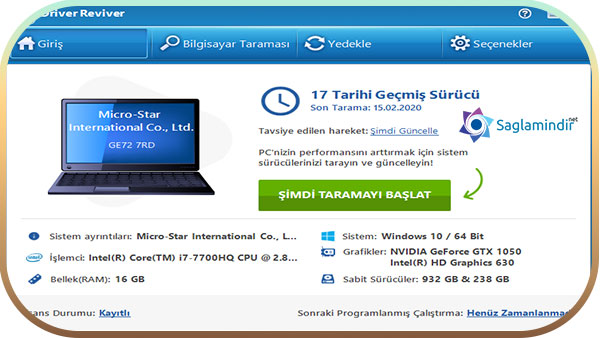 Driver Reviver
Giriş
Bilgisayar Taraması
Yedekle
Seçenekler
Micro-Star
International Co., Ltd.
GE72 7RD
17 Tarihi Geçmiş Sürücü
Son Tarama: 15.02.2020
Tavsiye edilen hareket: Şimdi Güncelle
PC'nizin performansını arttırmak için sistem
sürücülerinizi tarayın ve güncelleyin!
ŞİMDİ TARAMAYI BAŞLAT
Saglamindir.net
Sistem ayrıntıları: Micro-Star International Co., L...
İşlemci: Intel(R) Core(TM) i7-7700HQ CPU @ 2.8...
Bellek(RAM): 16 GB
Sistem: Windows 10 / 64 Bit
Grafikler: NVIDIA GeForce GTX 1050
Intel(R) HD Graphics 630
Sabit Sürücüler: 932 GB & 238 GB
Durumu: Kayıtlı
Sonraki Programlanmış Çalıştırma: Henüz